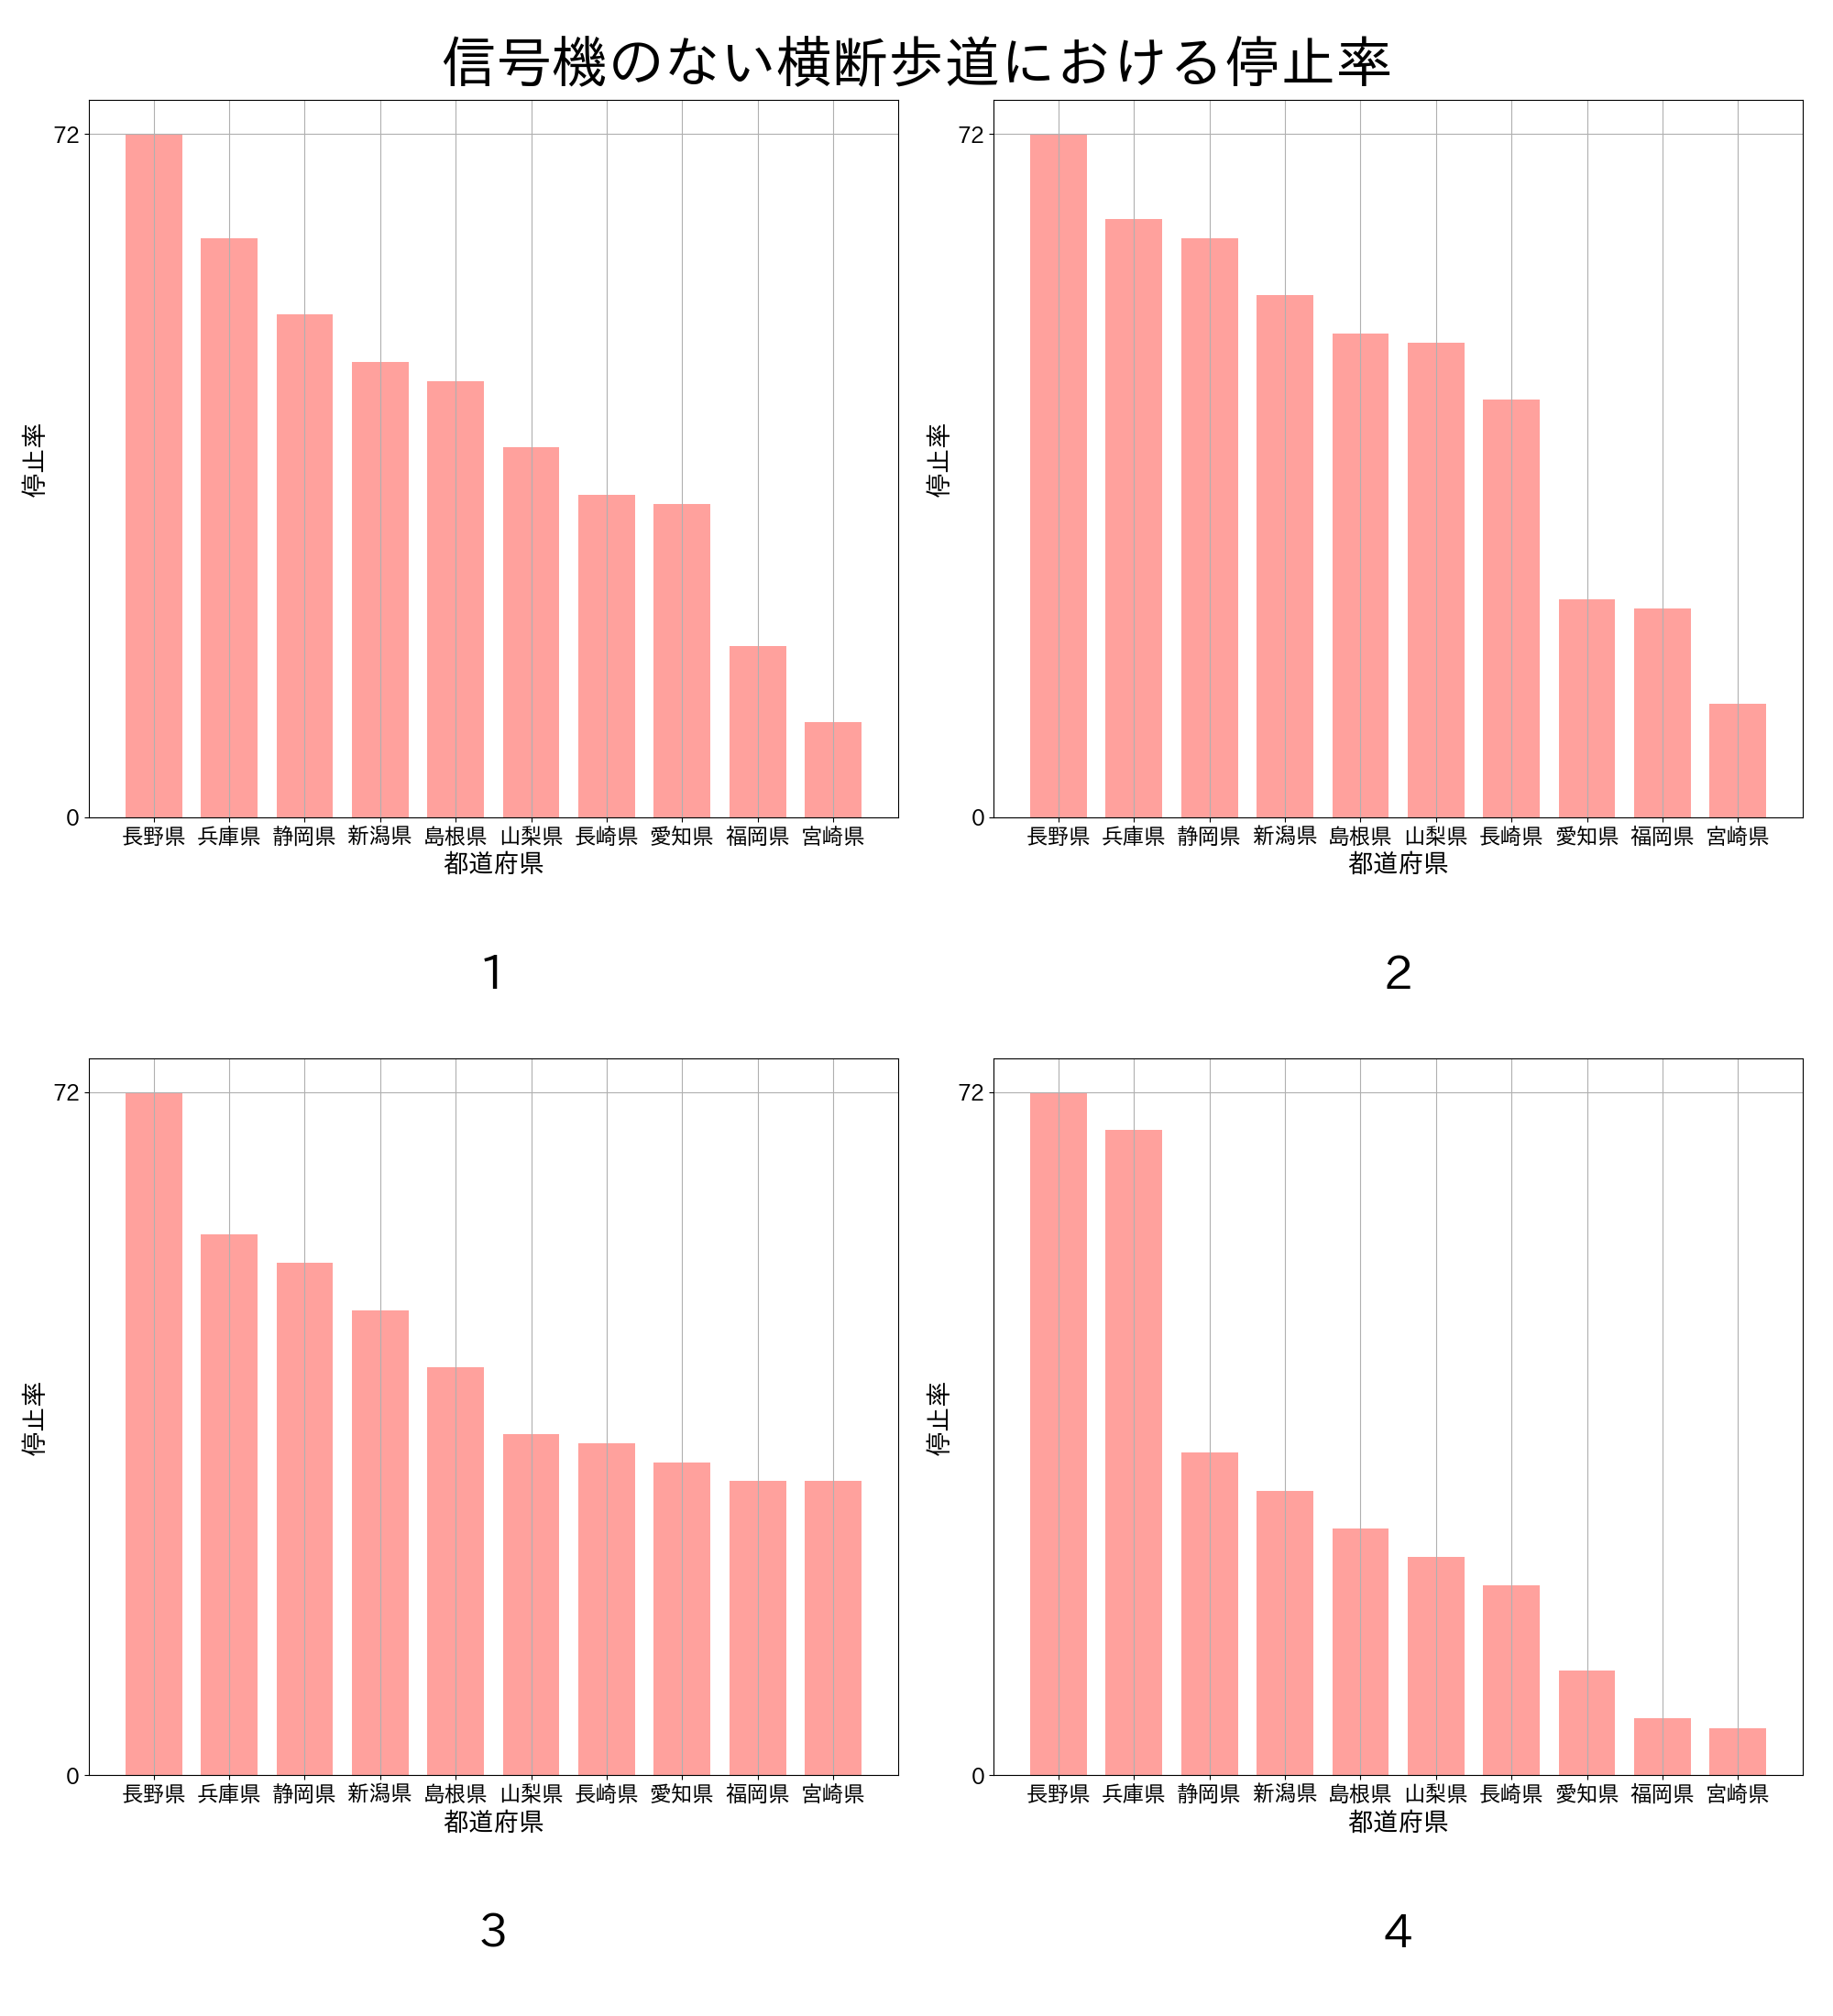 信号機のない横断歩道における停止率
72
0
停止率
長野県 兵庫県 静岡県 新潟県 島根県 山梨県 長崎県 愛知県 福岡県 宮崎県
都道府県
1
72
0
停止率
長野県 兵庫県 静岡県 新潟県 島根県 山梨県 長崎県 愛知県 福岡県 宮崎県
都道府県
2
72
0
停止率
長野県 兵庫県 静岡県 新潟県 島根県 山梨県 長崎県 愛知県 福岡県 宮崎県
都道府県
3
72
0
停止率
長野県 兵庫県 静岡県 新潟県 島根県 山梨県 長崎県 愛知県 福岡県 宮崎県
都道府県
4